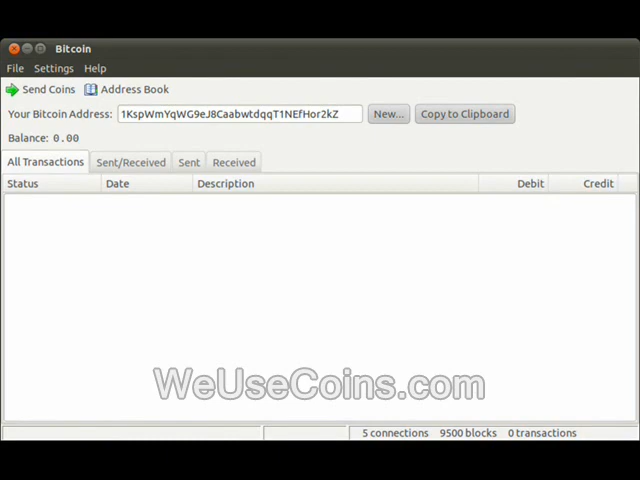 Bitcoin
File Settings Help
Send Coins Address Book
Your Bitcoin Address: 1KspWmYqWG9eJ8CaabwtdqqT1NEfHor2kZ New... Copy to Clipboard
Balance: 0.00
All Transactions Sent/Received Sent Received
Status Date Description Debit Credit
WeUseCoins.com
5 connections 9500 blocks 0 transactions